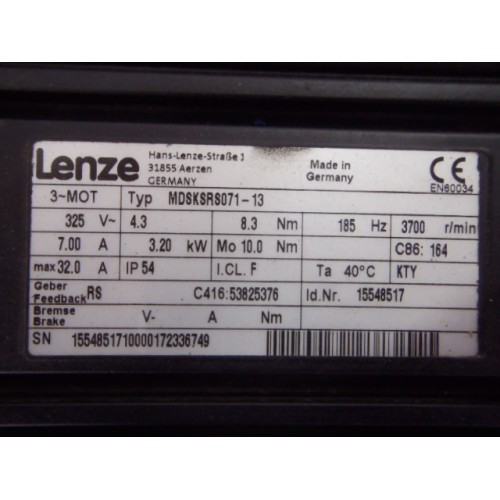 Lenze Hans-Lenze-Straße 1 Made in CE
31855 Aerzen Germany
GERMANY EN60034
3~MOT Typ MDSKSRS071-13
325 V~ 4.3 8.3 Nm 185 Hz 3700 r/min
7.00 A 3.20 kW Mo 10.0 Nm C86: 164
max 32.0 A IP 54 I.CL. F Ta 40°C KTY
Geber
Feedback RS C416:53825376 Id.Nr. 15548517
Bremse
Brake V- A Nm
SN 1554851710000172336749